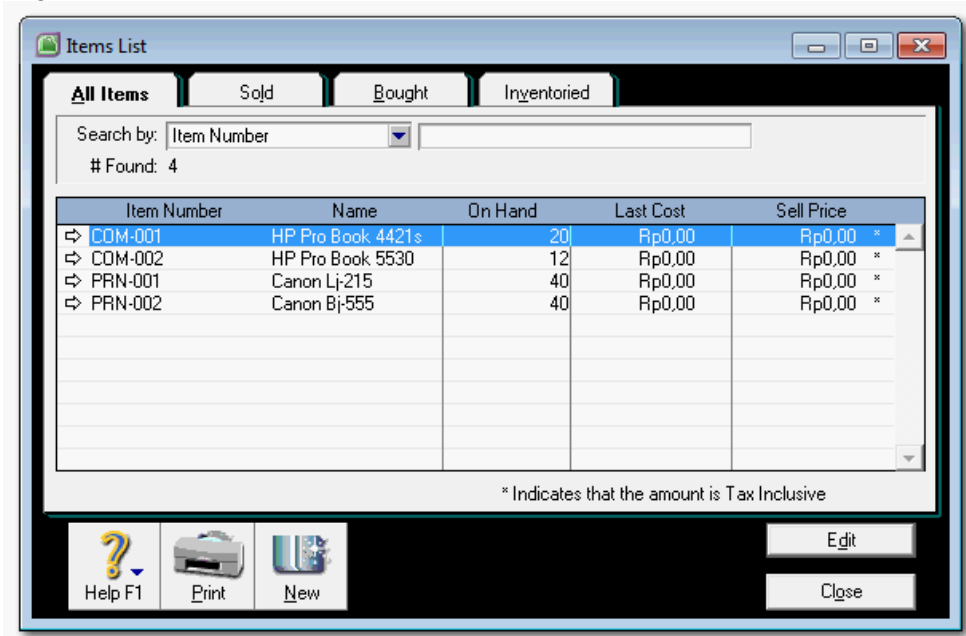 Items List
All Items Sold Bought Inventoried
Search by: Item Number
# Found: 4
Item Number Name On Hand Last Cost Sell Price
COM-001 HP Pro Book 4421s 20 Rp0,00 Rp0,00 *
COM-002 HP Pro Book 5530 12 Rp0,00 Rp0,00 *
PRN-001 Canon Lj-215 40 Rp0,00 Rp0,00 *
PRN-002 Canon Bj-555 40 Rp0,00 Rp0,00 *
* Indicates that the amount is Tax Inclusive
Edit
Help F1 Print New
Close